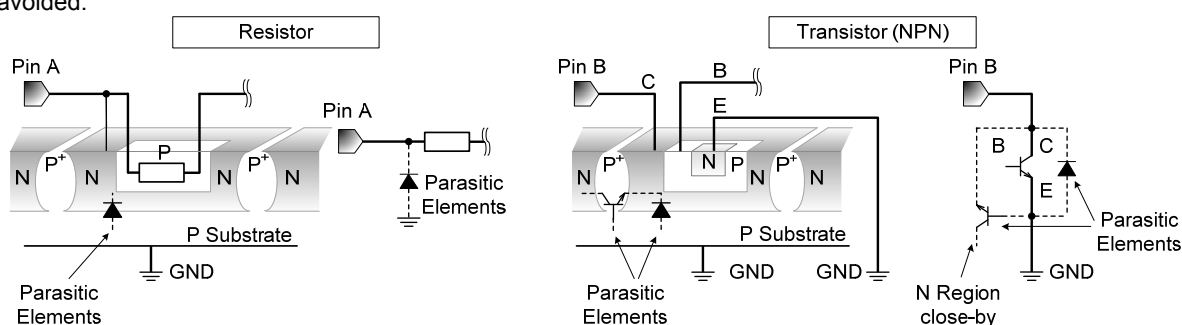 avoided.
Resistor
Transistor (NPN)
Pin A
Pin A
N P+ N P N P+ N
Parasitic
Elements
P Substrate
GND
Parasitic
Elements
Pin B
C
B
E
N P+ N P N P+ N
P Substrate
GND
GND
Parasitic
Elements
Pin B
B C
E
Parasitic
Elements
GND
N Region
close-by